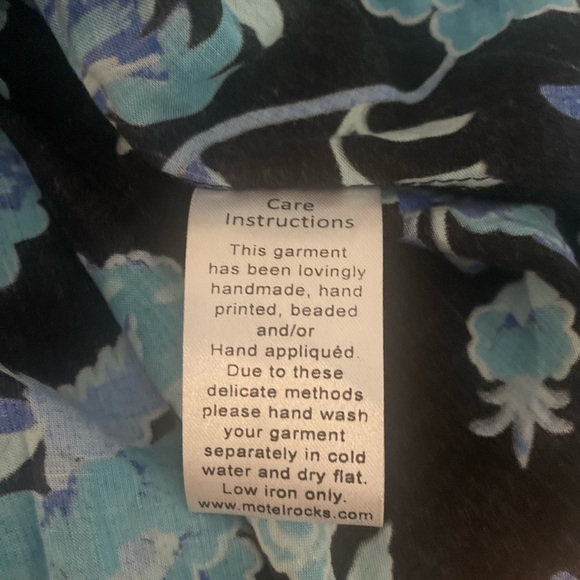 Care
Instructions
This garment
has been lovingly
handmade, hand
printed, beaded
and/or
Hand appliquéd.
Due to these
delicate methods
please hand wash
your garment
separately in cold
water and dry flat.
Low iron only.
www.motelrocks.com